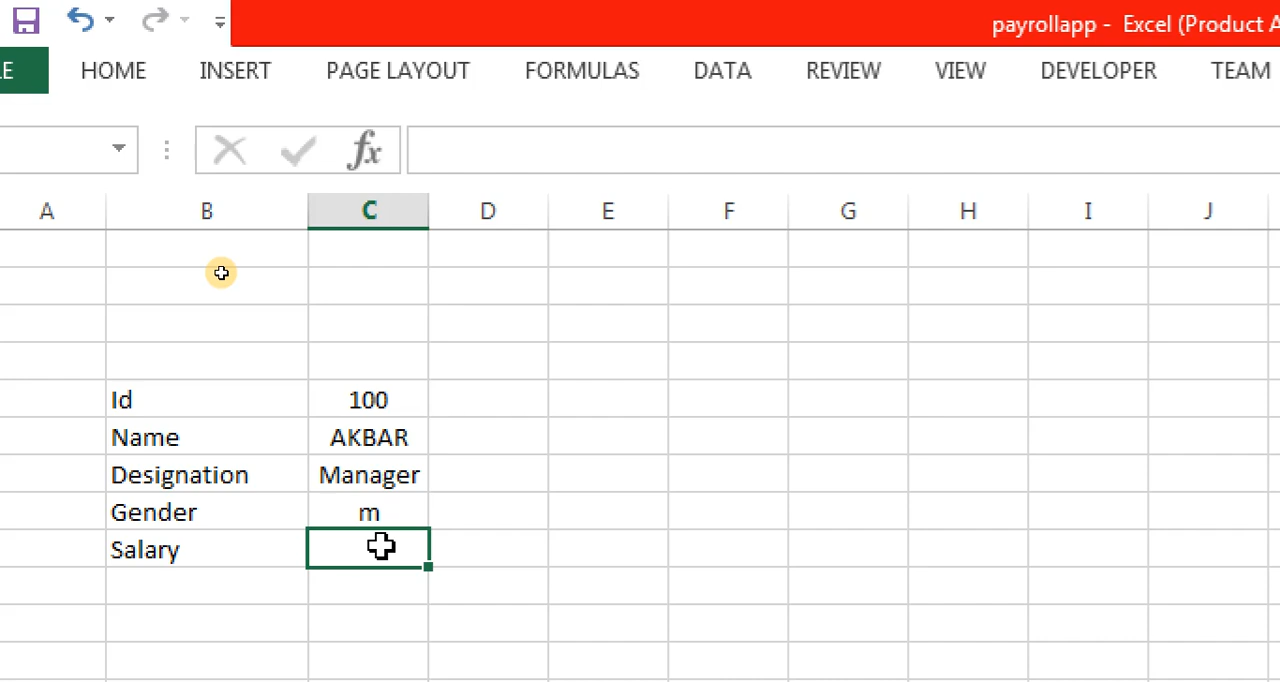 payrollapp - Excel (Product A
E HOME INSERT PAGE LAYOUT FORMULAS DATA REVIEW VIEW DEVELOPER TEAM
fx
A B C D E F G H I J
Id 100
Name AKBAR
Designation Manager
Gender m
Salary